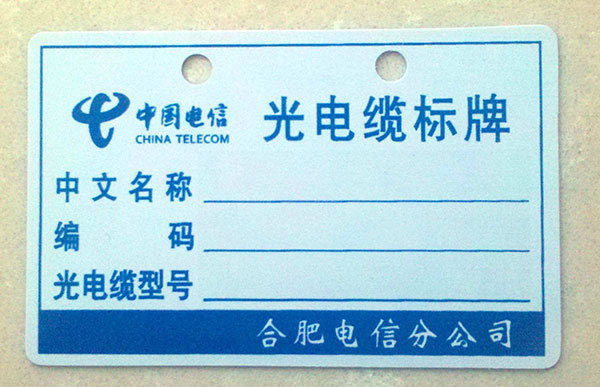 中国电信
CHINA TELECOM
光电缆标牌
中文名称
编码
光电缆型号
合肥电信分公司